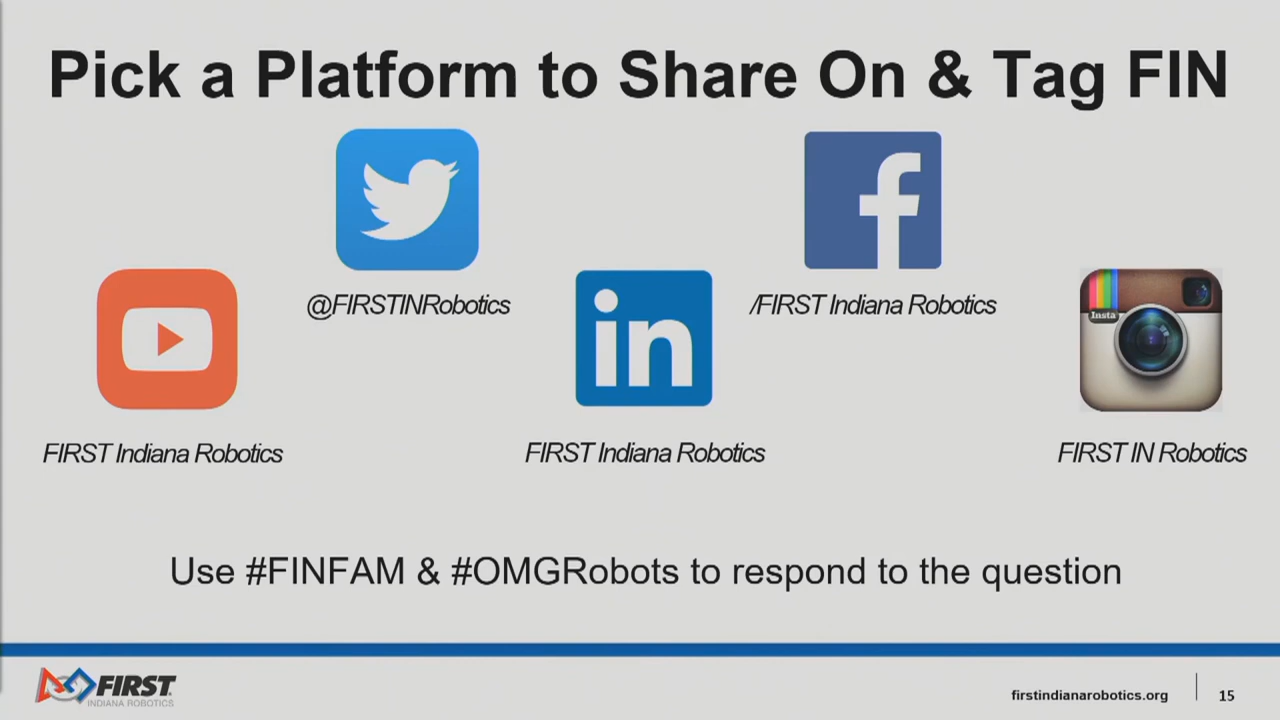 Pick a Platform to Share On & Tag FIN
@FIRSTINRobotics
/FIRST Indiana Robotics
in
Insta
FIRST Indiana Robotics
FIRST Indiana Robotics
FIRST IN Robotics
Use #FINFAM & #OMGRobots to respond to the question
FIRST
INDIANA ROBOTICS
firstindianarobotics.org
15